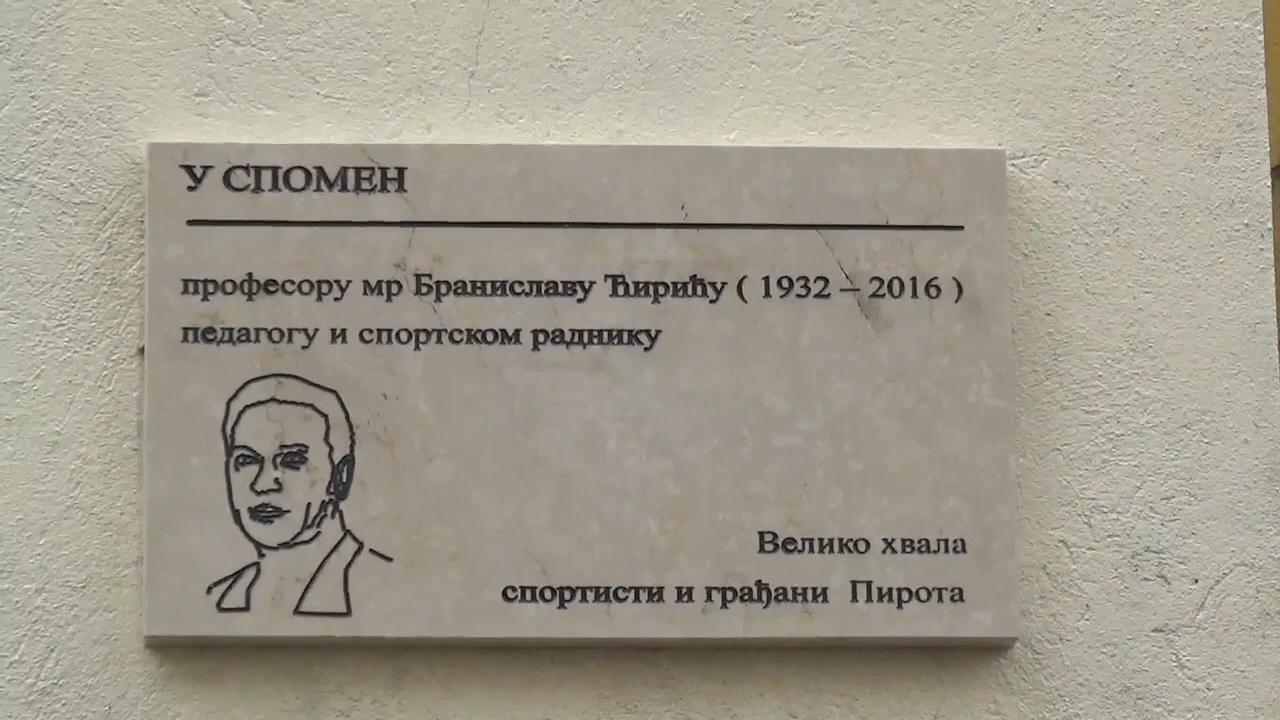 У СПОМЕН
професору мр Браниславу Ћирићу ( 1932 – 2016 )
педагогу и спортском раднику
Велико хвала
спортисти и грађани Пирота